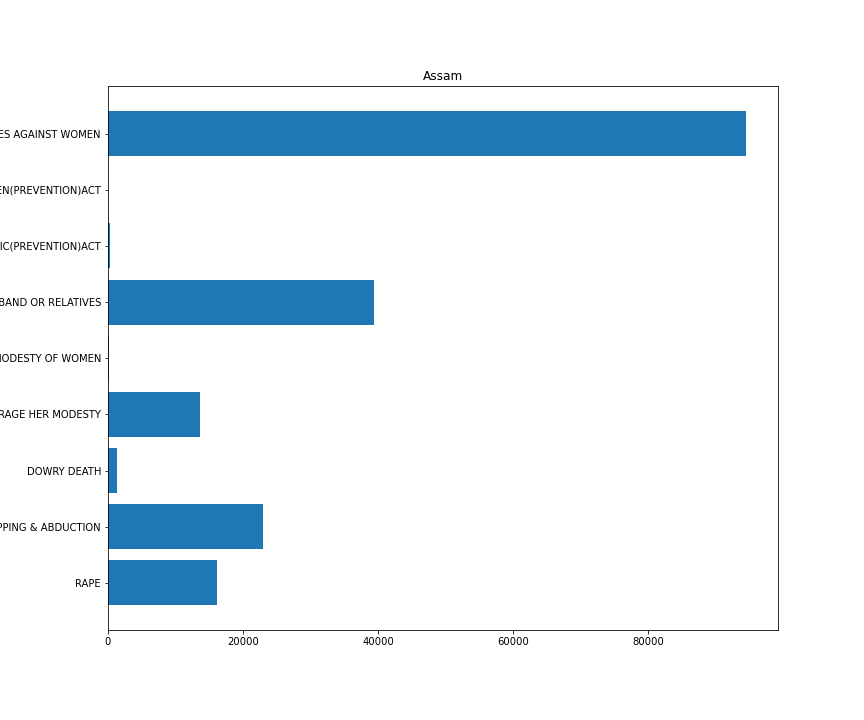 Assam
ES AGAINST WOMEN
EN(PREVENTION)ACT
IC(PREVENTION)ACT
BAND OR RELATIVES
MODESTY OF WOMEN
RAGE HER MODESTY
DOWRY DEATH
PPING & ABDUCTION
RAPE
0 20000 40000 60000 80000